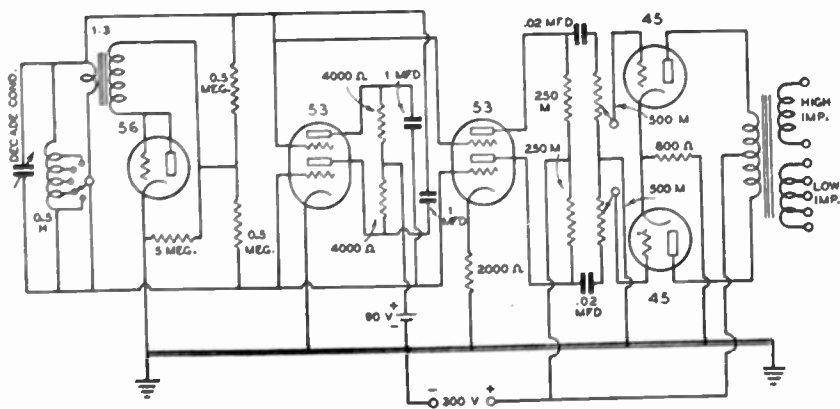 1.3
DECADE COND.
0.5
H
56
5 MEG.
0.5
MEG.
0.5
MEG.
53
4000 Ω
1 MFD
4000 Ω
1
MFD
90 V
+
-
53
2000 Ω
.02 MFD
250
M
250 M
.02
MFD
45
500 M
800 Ω
500 M
45
HIGH
IMP.
LOW
IMP.
- 300 V +